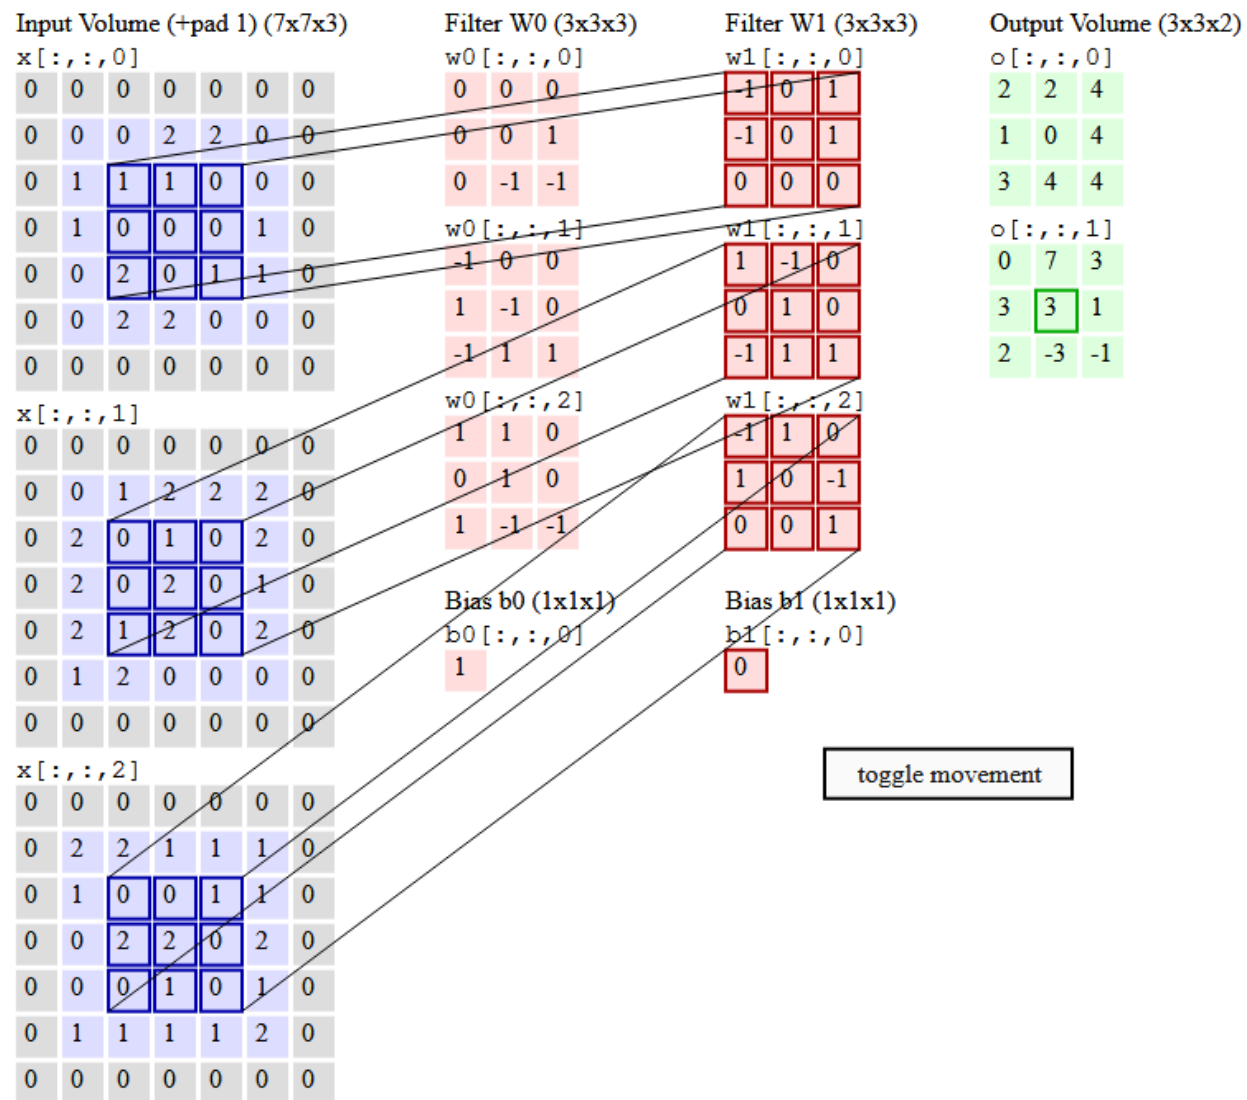 Input Volume (+pad 1) (7x7x3)
x[:,:,0]
0 0 0 0 0 0 0
0 0 0 2 2 0 0
0 1 1 1 0 0 0
0 1 0 0 0 1 0
0 0 2 0 1 1 0
0 0 2 2 0 0 0
0 0 0 0 0 0 0
x[:,:,1]
0 0 0 0 0 0 0
0 0 1 2 2 2 0
0 2 0 1 0 2 0
0 2 0 2 0 1 0
0 2 1 2 0 2 0
0 1 2 0 0 0 0
0 0 0 0 0 0 0
x[:,:,2]
0 0 0 0 0 0 0
0 2 2 1 1 1 0
0 1 0 0 1 1 0
0 0 2 2 0 2 0
0 0 0 1 0 1 0
0 1 1 1 1 2 0
0 0 0 0 0 0 0
Filter W0 (3x3x3)
w0[:,:,0]
0 0 0
0 0 1
0 -1 -1
w0[:,:,1]
-1 0 0
1 -1 0
-1 1 1
w0[:,:,2]
1 1 0
0 1 0
1 -1 -1
Bias b0 (1x1x1)
b0[:,:,0]
1
Filter W1 (3x3x3)
w1[:,:,0]
-1 0 1
-1 0 1
0 0 0
w1[:,:,1]
1 -1 0
0 1 0
-1 1 1
w1[:,:,2]
-1 1 0
1 0 -1
0 0 1
Bias b1 (1x1x1)
b1[:,:,0]
0
Output Volume (3x3x2)
o[:,:,0]
2 2 4
1 0 4
3 4 4
o[:,:,1]
0 7 3
3 3 1
2 -3 -1
toggle movement